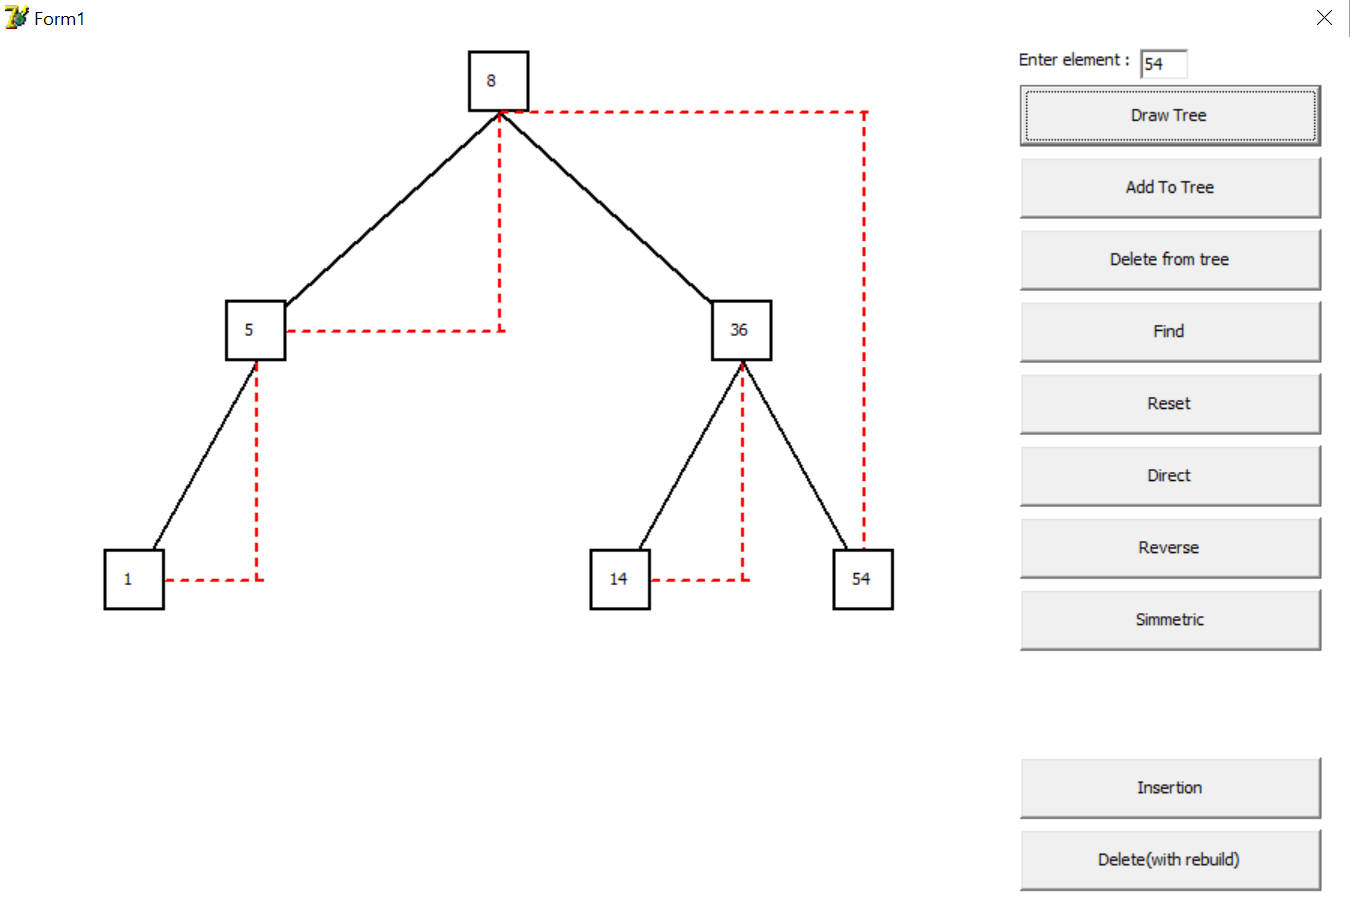 Form1
8
Enter element :
54
Draw Tree
Add To Tree
Delete from tree
5
36
Find
Reset
Direct
Reverse
1
14
54
Simmetric
Insertion
Delete(with rebuild)